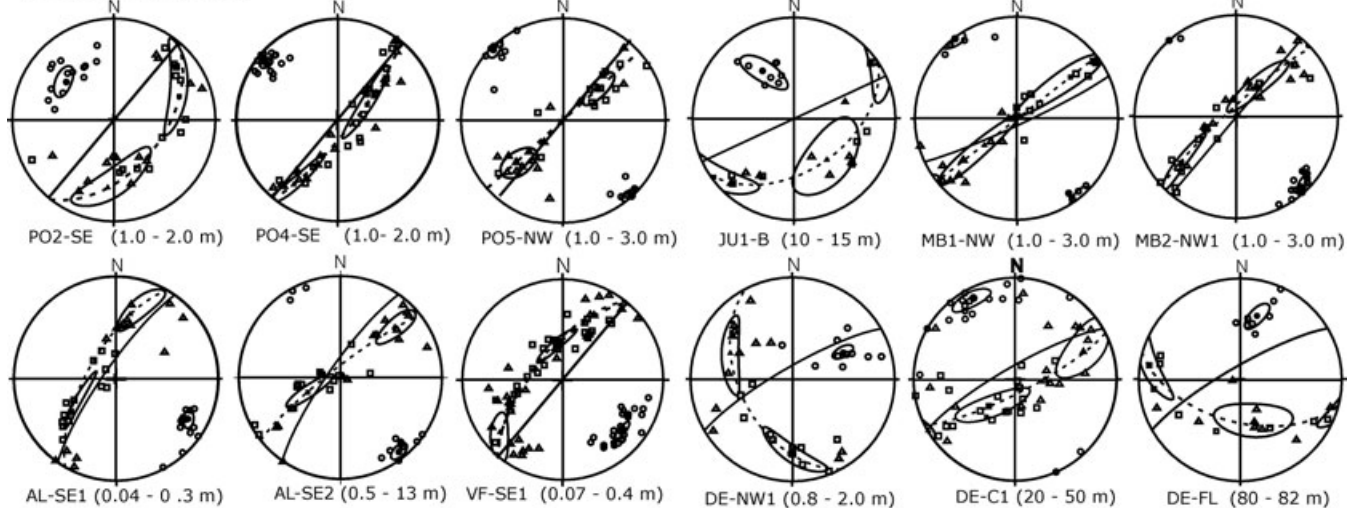 N N N N N N
PO2-SE (1.0 - 2.0 m) PO4-SE (1.0- 2.0 m) PO5-NW (1.0 - 3.0 m) JU1-B (10 - 15 m) MB1-NW (1.0 - 3.0 m) MB2-NW1 (1.0 - 3.0 m)
N N N N N N
AL-SE1 (0.04 - 0 .3 m) AL-SE2 (0.5 - 13 m) VF-SE1 (0.07 - 0.4 m) DE-NW1 (0.8 - 2.0 m) DE-C1 (20 - 50 m) DE-FL (80 - 82 m)